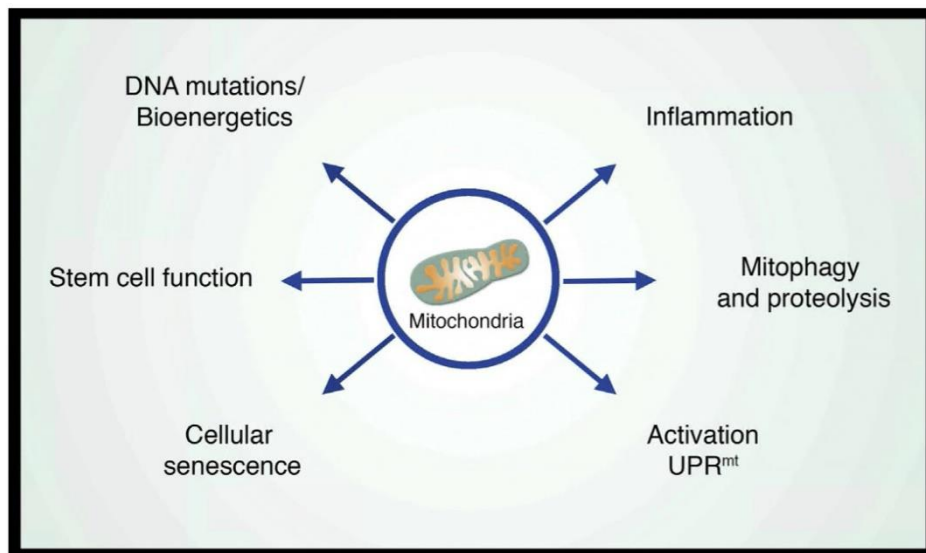 DNA mutations/
Bioenergetics
Inflammation
Stem cell function
Mitochondria
Mitophagy
and proteolysis
Cellular
senescence
Activation
UPRmt